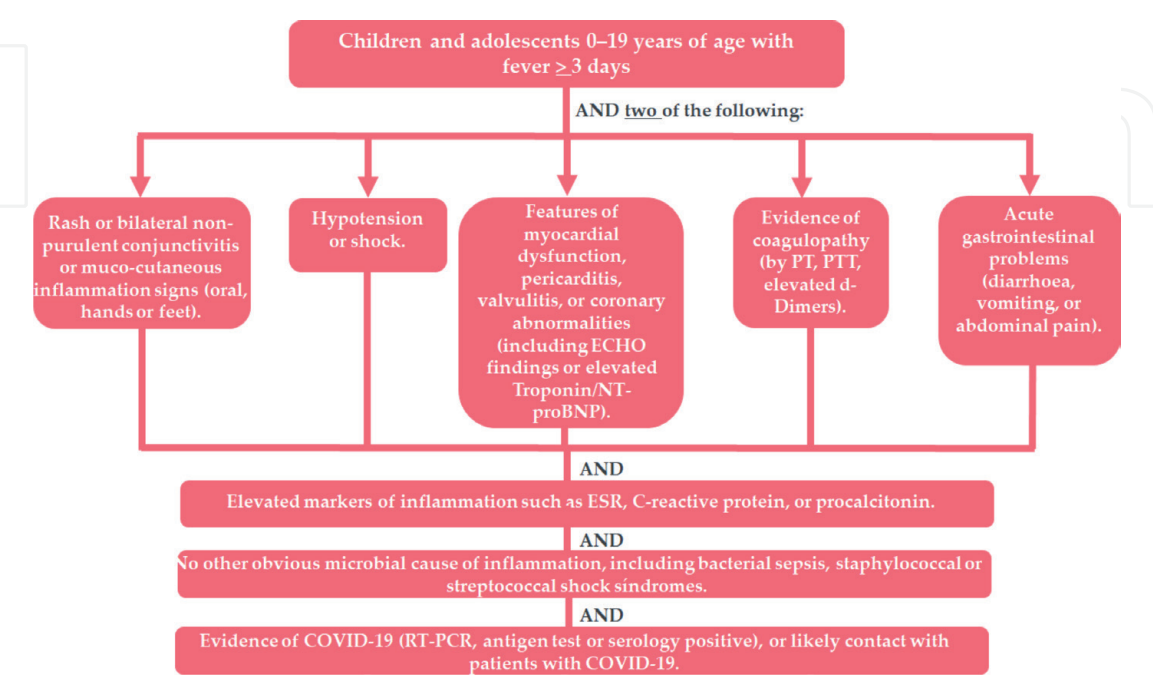 Children and adolescents 0–19 years of age with
fever ≥ 3 days
AND two of the following:
Rash or bilateral non-
purulent conjunctivitis
or muco-cutaneous
inflammation signs (oral,
hands or feet).
Hypotension
or shock.
Features of
myocardial
dysfunction,
pericarditis,
valvulitis, or coronary
abnormalities
(including ECHO
findings or elevated
Troponin/NT-
proBNP).
Evidence of
coagulopathy
(by PT, PTT,
elevated d-
Dimers).
Acute
gastrointestinal
problems
(diarrhoea,
vomiting, or
abdominal pain).
AND
Elevated markers of inflammation such as ESR, C-reactive protein, or procalcitonin.
AND
No other obvious microbial cause of inflammation, including bacterial sepsis, staphylococcal or
streptococcal shock síndromes.
AND
Evidence of COVID-19 (RT-PCR, antigen test or serology positive), or likely contact with
patients with COVID-19.